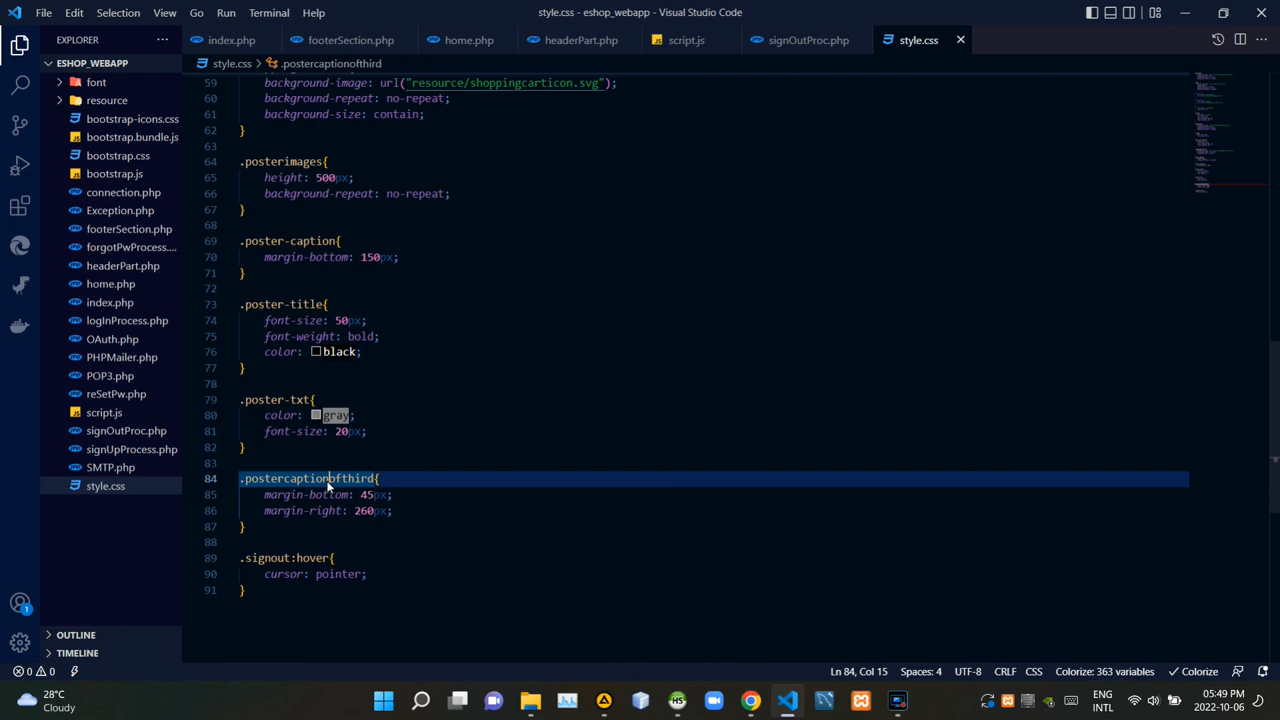 File Edit Selection View Go Run Terminal Help
style.css - eshop_webapp - Visual Studio Code
EXPLORER
index.php footerSection.php home.php headerPart.php script.js signOutProc.php style.css
ESHOP_WEBAPP
style.css > .postercaptionofthird
font
resource
bootstrap-icons.css
bootstrap.bundle.js
bootstrap.css
bootstrap.js
connection.php
Exception.php
footerSection.php
forgotPwProcess....
headerPart.php
home.php
index.php
logInProcess.php
OAuth.php
PHPMailer.php
POP3.php
reSetPw.php
script.js
signOutProc.php
signUpProcess.php
SMTP.php
style.css
OUTLINE
TIMELINE
59 background-image: url("resource/shoppingcarticon.svg");
60 background-repeat: no-repeat;
61 background-size: contain;
62 }
63
64 .posterimages{
65 height: 500px;
66 background-repeat: no-repeat;
67 }
68
69 .poster-caption{
70 margin-bottom: 150px;
71 }
72
73 .poster-title{
74 font-size: 50px;
75 font-weight: bold;
76 color: black;
77 }
78
79 .poster-txt{
80 color: gray;
81 font-size: 20px;
82 }
83
84 .postercaptionofthird{
85 margin-bottom: 45px;
86 margin-right: 260px;
87 }
88
89 .signout:hover{
90 cursor: pointer;
91 }
1
0 0 Ln 84, Col 15 Spaces: 4 UTF-8 CRLF CSS Colorize: 363 variables Colorize
28°C
Cloudy
ENG
INTL
05:49 PM
2022-10-06